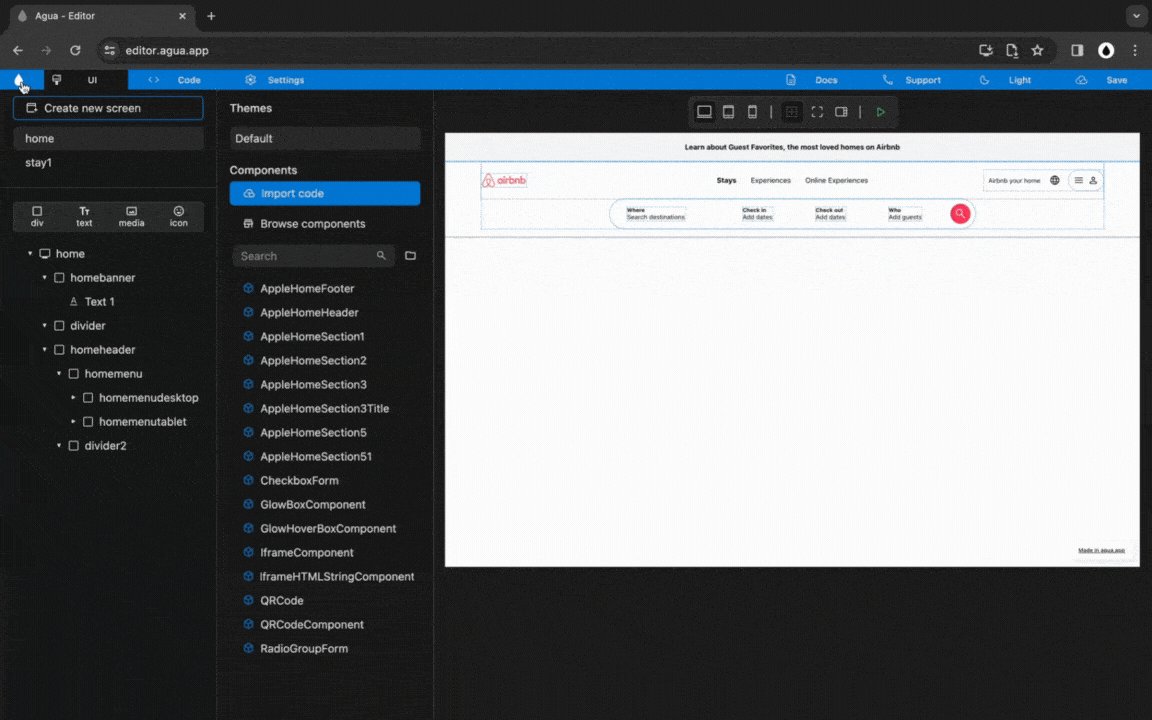 Agua - Editor
editor.agua.app
UI
Code
Settings
Docs
Support
Light
Save
Create new screen
home
stay1
div
text
media
icon
home
homebanner
Text 1
divider
homeheader
homemenu
homemenudesktop
homemenutablet
divider2
Themes
Default
Components
Import code
Browse components
Search
AppleHomeFooter
AppleHomeHeader
AppleHomeSection1
AppleHomeSection2
AppleHomeSection3
AppleHomeSection3Title
AppleHomeSection5
AppleHomeSection51
CheckboxForm
GlowBoxComponent
GlowHoverBoxComponent
IframeComponent
IframeHTMLStringComponent
QRCode
QRCodeComponent
RadioGroupForm
Learn about Guest Favorites, the most loved homes on Airbnb
airbnb
Stays
Experiences
Online Experiences
Airbnb your home
Where
Search destinations
Check in
Add dates
Check out
Add dates
Who
Add guests
Made in agua.app